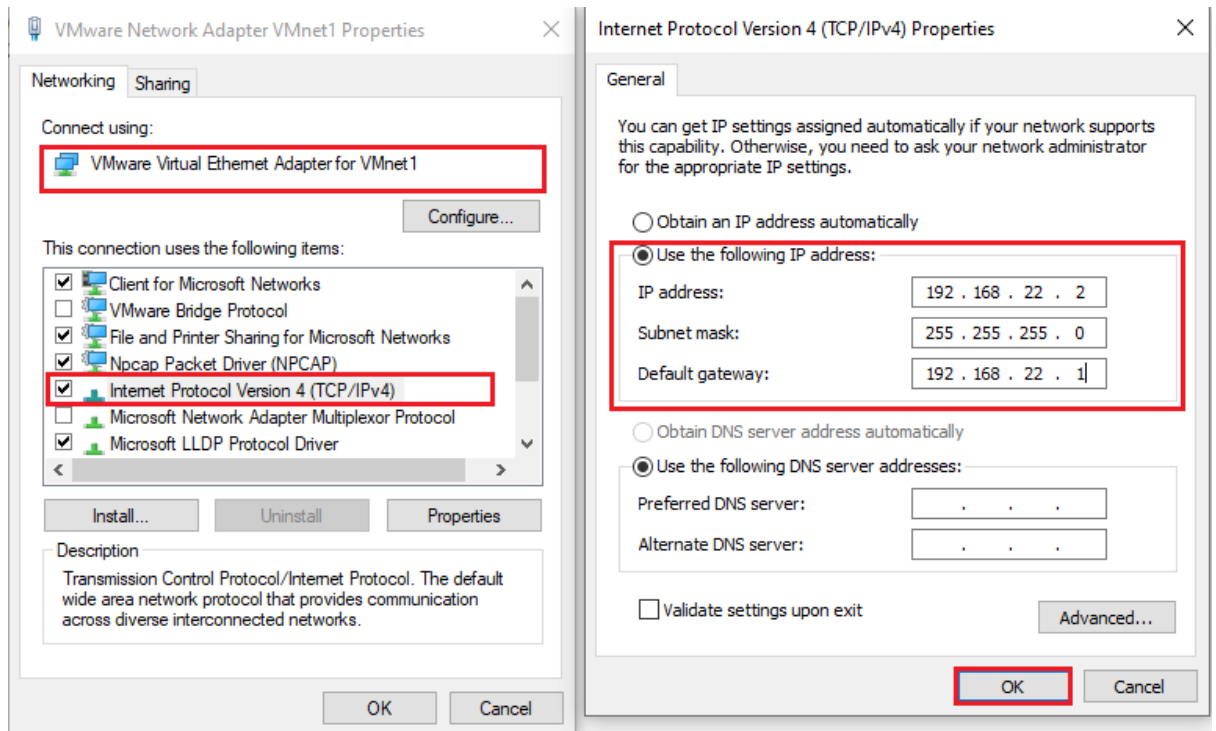 VMware Network Adapter VMnet1 Properties
Networking
Sharing
Connect using:
VMware Virtual Ethernet Adapter for VMnet1
Configure...
This connection uses the following items:
Client for Microsoft Networks
VMware Bridge Protocol
File and Printer Sharing for Microsoft Networks
Npcap Packet Driver (NPCAP)
Internet Protocol Version 4 (TCP/IPv4)
Microsoft Network Adapter Multiplexor Protocol
Microsoft LLDP Protocol Driver
Install...
Uninstall
Properties
Description
Transmission Control Protocol/Internet Protocol. The default
wide area network protocol that provides communication
across diverse interconnected networks.
OK
Cancel
Internet Protocol Version 4 (TCP/IPv4) Properties
General
You can get IP settings assigned automatically if your network supports
this capability. Otherwise, you need to ask your network administrator
for the appropriate IP settings.
Obtain an IP address automatically
Use the following IP address:
IP address: 192 . 168 . 22 . 2
Subnet mask: 255 . 255 . 255 . 0
Default gateway: 192 . 168 . 22 . 1
Obtain DNS server address automatically
Use the following DNS server addresses:
Preferred DNS server: . . .
Alternate DNS server: . . .
Validate settings upon exit
Advanced...
OK
Cancel